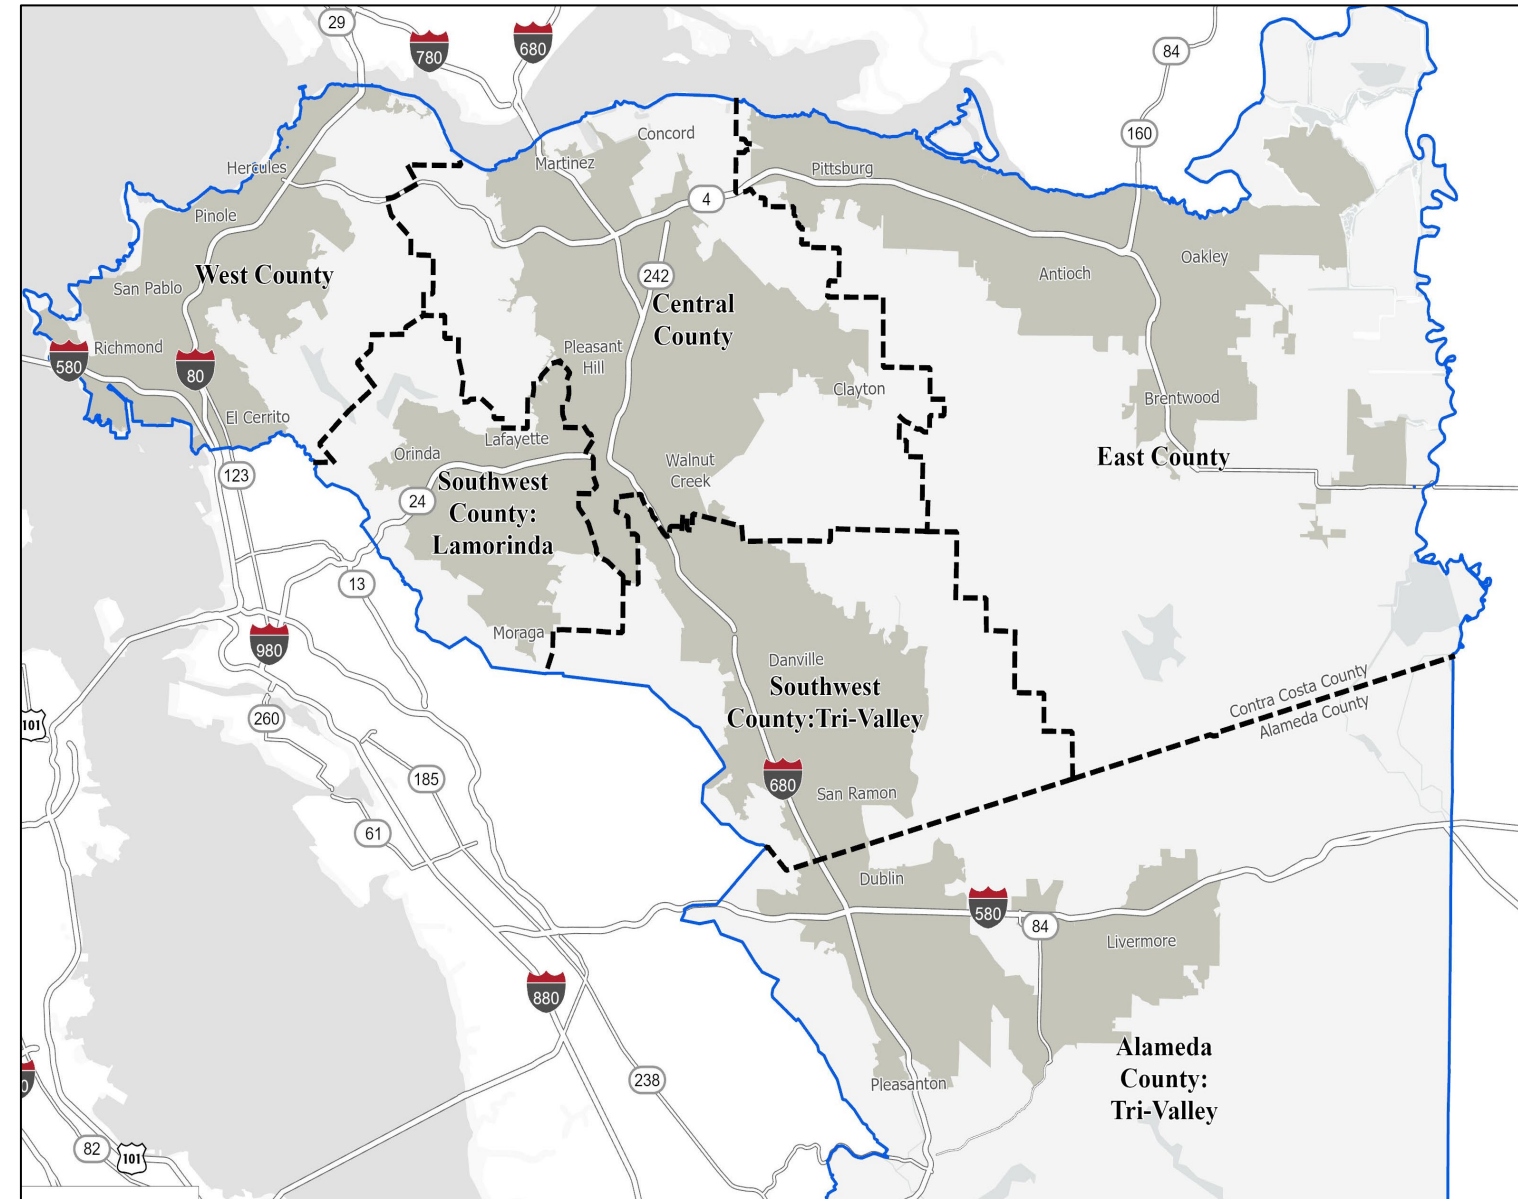 29
780
680
84
160
Concord
Martinez
Hercules
Pittsburg
4
Pinole
West County
San Pablo
242
Central
County
Antioch
Oakley
Richmond
580
80
Pleasant
Hill
Clayton
Brentwood
El Cerrito
Lafayette
Orinda
East County
Walnut
Creek
123
24
Southwest
County:
Lamorinda
13
Moraga
980
Danville
Southwest
County:Tri-Valley
Contra Costa County
Alameda County
101
260
185
680
San Ramon
61
Dublin
580
84
Livermore
880
Alameda
County:
Tri-Valley
238
Pleasanton
82
101